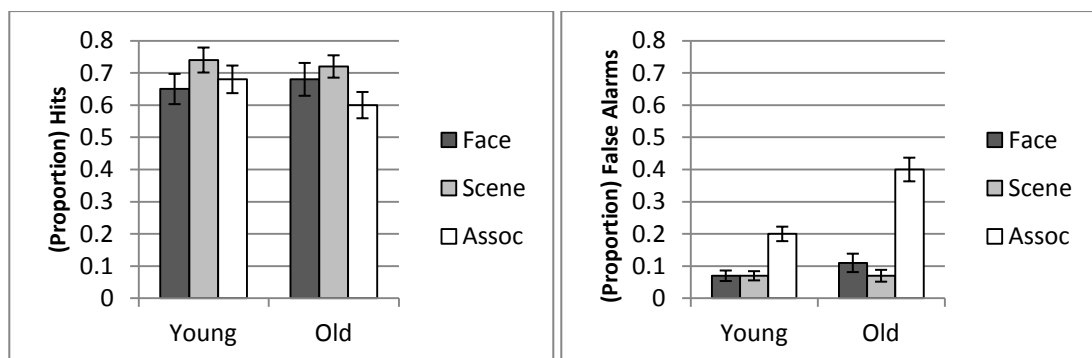 (Proportion) Hits
0.8
0.7
0.6
0.5
0.4
0.3
0.2
0.1
0
Young Old
Face
Scene
Assoc
(Proportion) False Alarms
0.8
0.7
0.6
0.5
0.4
0.3
0.2
0.1
0
Young Old
Face
Scene
Assoc